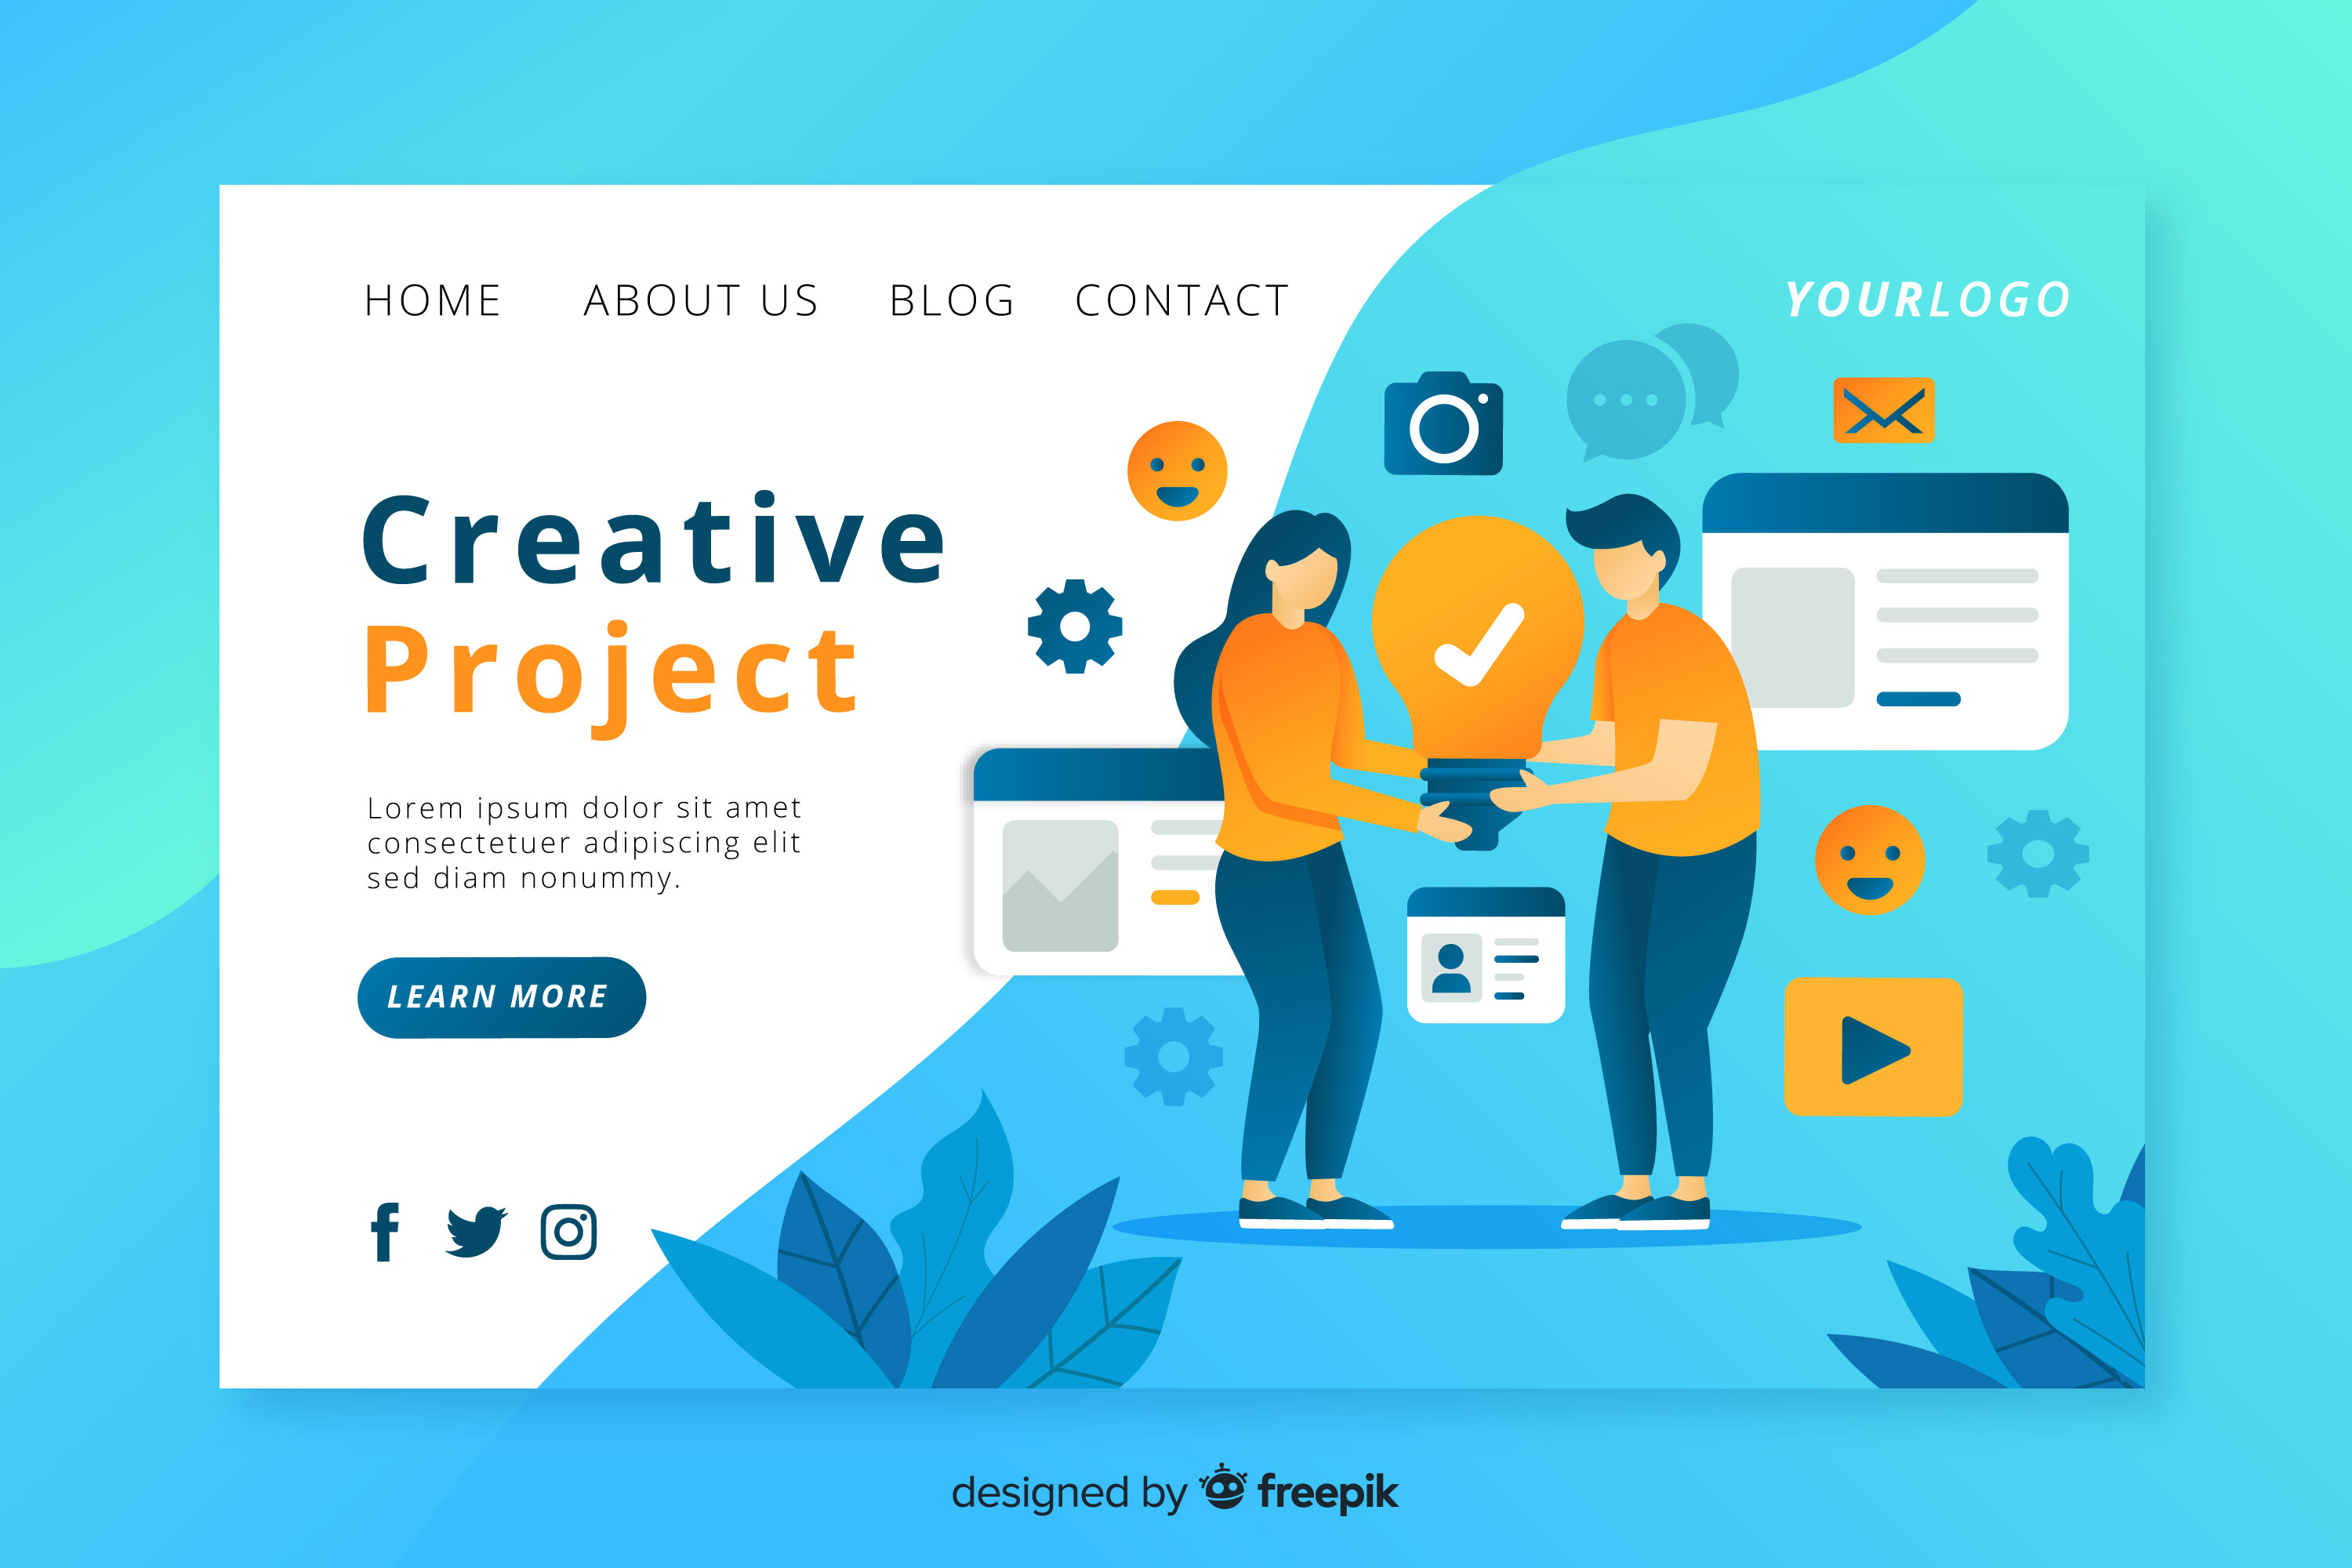 HOME ABOUT US BLOG CONTACT YOURLOGO
Creative
Project
Lorem ipsum dolor sit amet
consectetuer adipiscing elit
sed diam nonummy.
LEARN MORE
designed by freepik